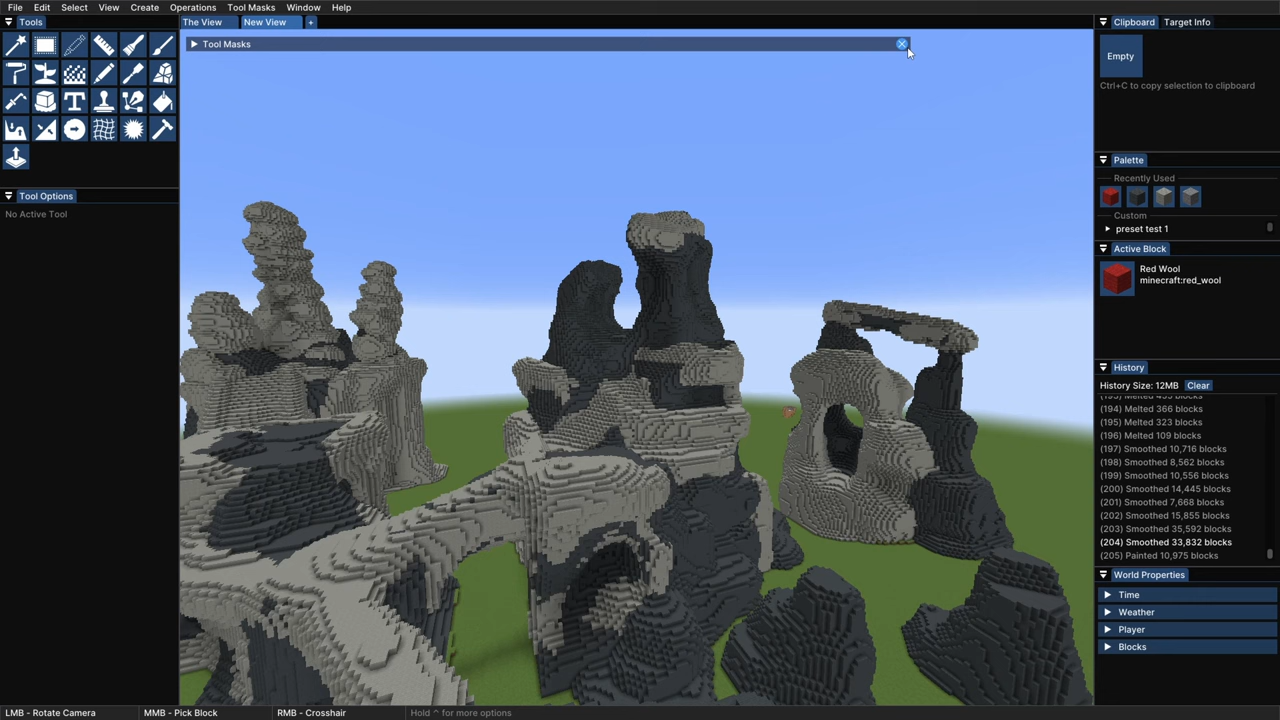 File Edit Select View Create Operations Tool Masks Window Help
Tools
The View New View +
Clipboard Target Info
Tool Masks
Empty
Ctrl+C to copy selection to clipboard
Palette
Recently Used
Custom
preset test 1
Tool Options
No Active Tool
Active Block
Red Wool
minecraft:red_wool
History
History Size: 12MB Clear
(194) Melted 366 blocks
(195) Melted 323 blocks
(196) Melted 109 blocks
(197) Smoothed 10,716 blocks
(198) Smoothed 8,562 blocks
(199) Smoothed 10,556 blocks
(200) Smoothed 14,445 blocks
(201) Smoothed 7,668 blocks
(202) Smoothed 15,855 blocks
(203) Smoothed 35,592 blocks
(204) Smoothed 33,832 blocks
(205) Painted 10,975 blocks
World Properties
Time
Weather
Player
Blocks
LMB - Rotate Camera MMB - Pick Block RMB - Crosshair Hold ^ for more options